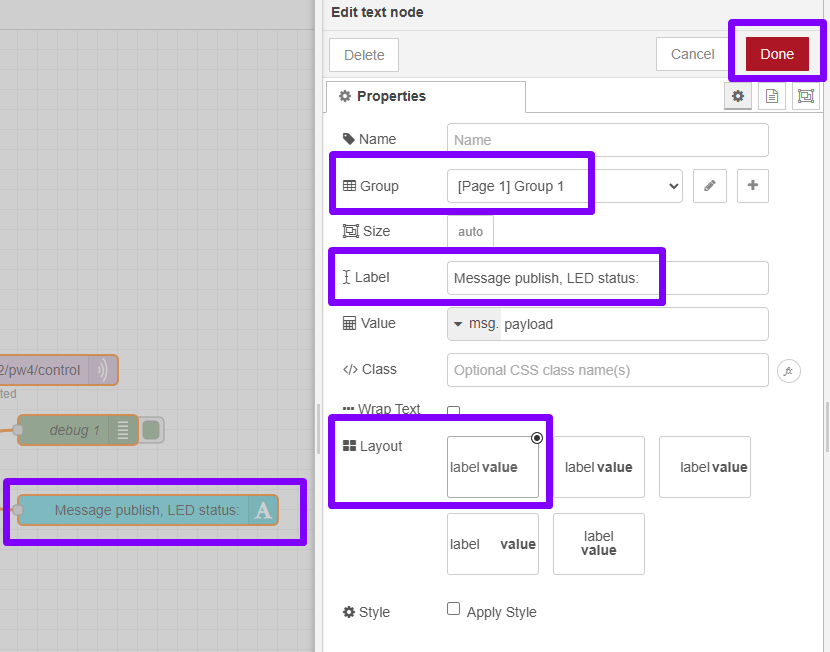 Edit text node
Delete
Cancel
Done
Properties
Name
Name
Group
[Page 1] Group 1
Size
auto
Label
Message publish, LED status:
Value
msg. payload
</> Class
Optional CSS class name(s)
Wrap Text
Layout
label value
label value
label value
label value
label
value
Style
Apply Style
2/pw4/control
ted
debug 1
Message publish, LED status:
A